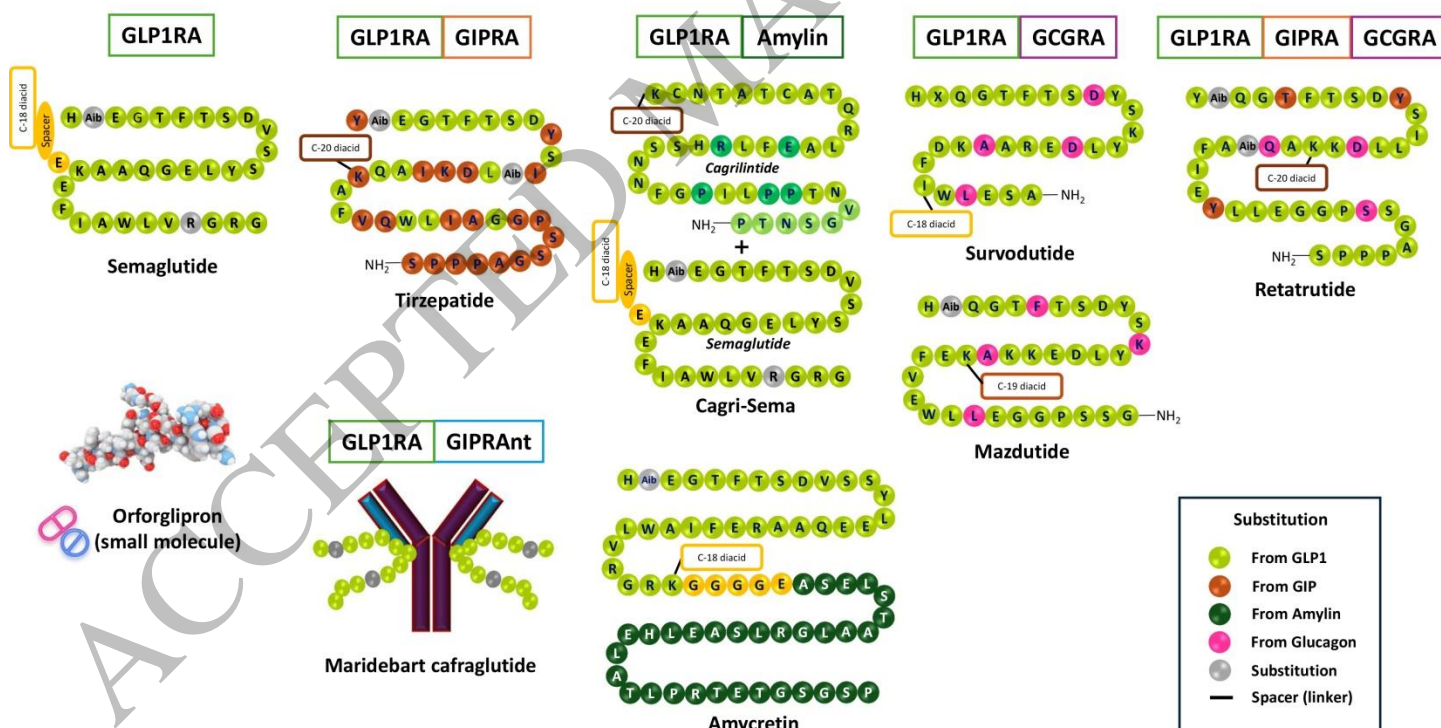 ACCEPTED MA
GLP1RA
C-18 diacid
Spacer
H Aib E G T F T S D
V
S
S
K A A Q G E L Y S
E
E
F
I A W L V R G R G
Semaglutide
GLP1RA GIPRA
Y Aib E G T F T S D
Y
S
C-20 diacid
K Q A I K D L Aib I
A
F
V Q W L I A G G P
S
S
NH₂ S P P P A G S
Tirzepatide
GLP1RA Amylin
K C N T A T C A T
Q
R
C-20 diacid
S S H R L F E A L
N
N
Cagrilintide
F G P I L P P T N
V
NH₂ P T N S G
+
C-18 diacid
Spacer
H Aib E G T F T S D
V
S
S
E
K A A Q G E L Y S
E
F
Semaglutide
I A W L V R G R G
Cagri-Sema
GLP1RA GCGRA
H X Q G T F T S D Y
S
K
D K A A R E D L Y
F
I
W L E S A NH₂
C-18 diacid
Survodutide
H Aib Q G T F T S D Y
S
K
F E K A K K E D L Y
V
E
C-19 diacid
W L L E G G P S S G NH₂
Mazdutide
GLP1RA GIPRA GCGRA
Y Aib Q G T F T S D Y
S
I
F A Aib Q A K K D L L
I
E
C-20 diacid
Y L L E G G P S S
G
A
NH₂ S P P P
Retatrutide
Orforglipron
(small molecule)
GLP1RA GIPRAnt
Maridebart cafraglutide
H Aib E G T F T S D V S S
Y
L
L W A I F E R A A Q E E
V
R
C-18 diacid
G R K G G G G E A S E L
S
T
E H L E A S L R G L A A
L
A
T L P R T E T G S G S P
Amycretin
Substitution
From GLP1
From GIP
From Amylin
From Glucagon
Substitution
Spacer (linker)